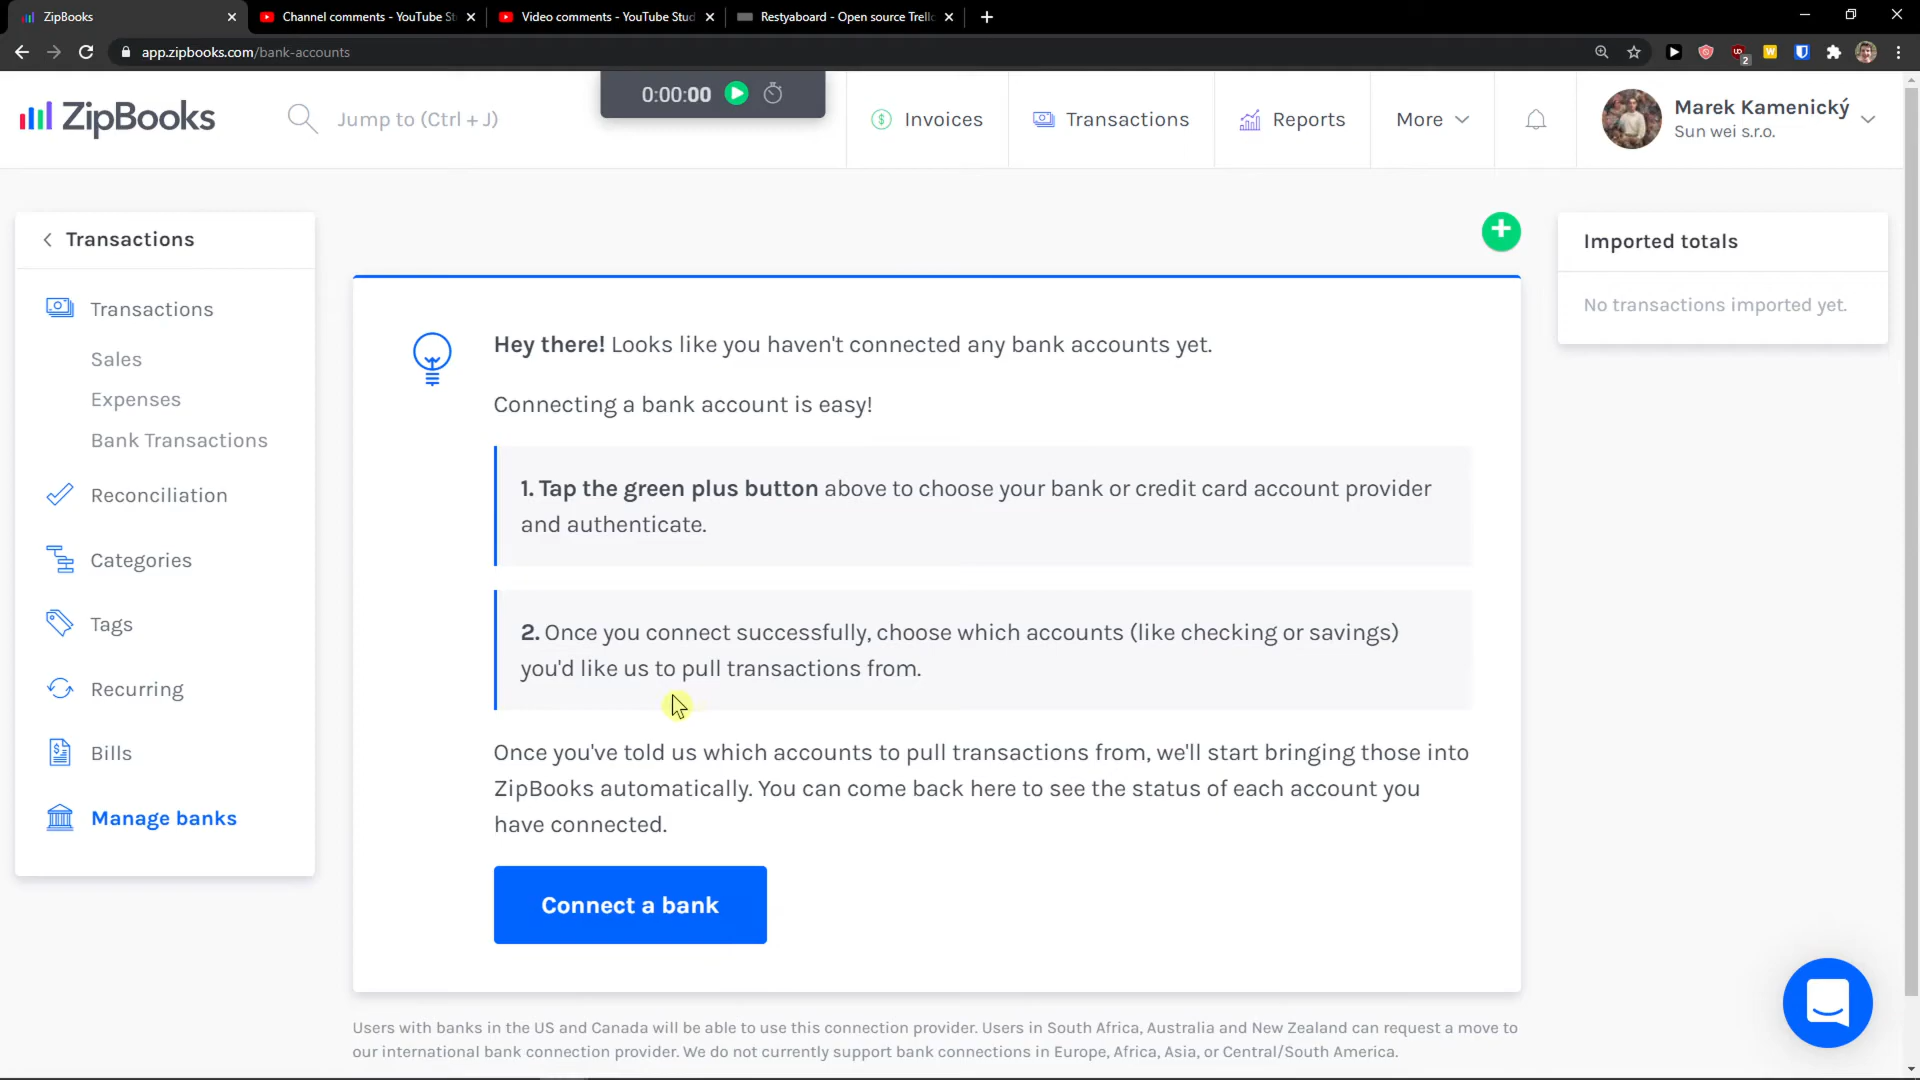 ZipBooks
Channel comments - YouTube St
Video comments - YouTube Stud
Restyaboard - Open source Trello
app.zipbooks.com/bank-accounts
2
ZipBooks
Jump to (Ctrl + J)
0:00:00
Invoices
Transactions
Reports
More
Marek Kamenický
Sun wei s.r.o.
Transactions
Transactions
Sales
Expenses
Bank Transactions
Reconciliation
Categories
Tags
Recurring
Bills
Manage banks
Hey there! Looks like you haven't connected any bank accounts yet.
Connecting a bank account is easy!
1. Tap the green plus button above to choose your bank or credit card account provider
and authenticate.
2. Once you connect successfully, choose which accounts (like checking or savings)
you'd like us to pull transactions from.
Once you've told us which accounts to pull transactions from, we'll start bringing those into
ZipBooks automatically. You can come back here to see the status of each account you
have connected.
Connect a bank
Imported totals
No transactions imported yet.
Users with banks in the US and Canada will be able to use this connection provider. Users in South Africa, Australia and New Zealand can request a move to
our international bank connection provider. We do not currently support bank connections in Europe, Africa, Asia, or Central/South America.